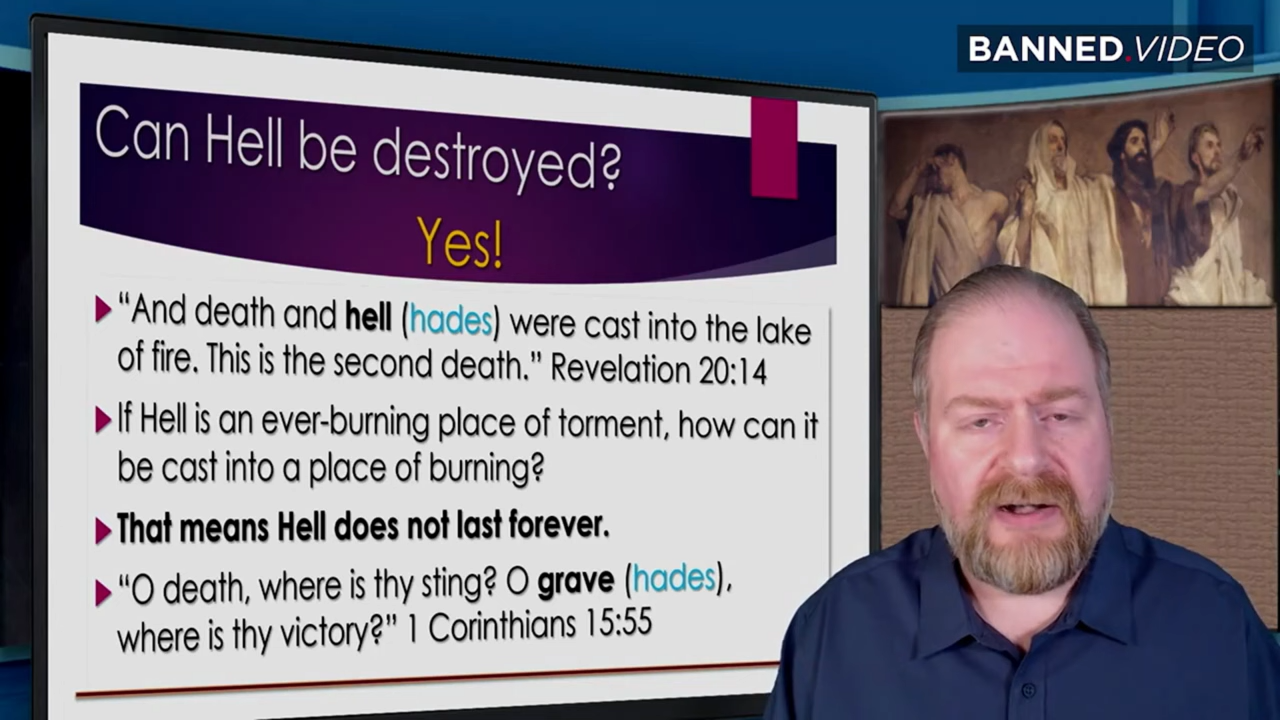 BANNED.VIDEO
Can Hell be destroyed?
Yes!
“And death and hell (hades) were cast into the lake
of fire. This is the second death.” Revelation 20:14
If Hell is an ever-burning place of torment, how can it
be cast into a place of burning?
That means Hell does not last forever.
“O death, where is thy sting? O grave (hades),
where is thy victory?” 1 Corinthians 15:55